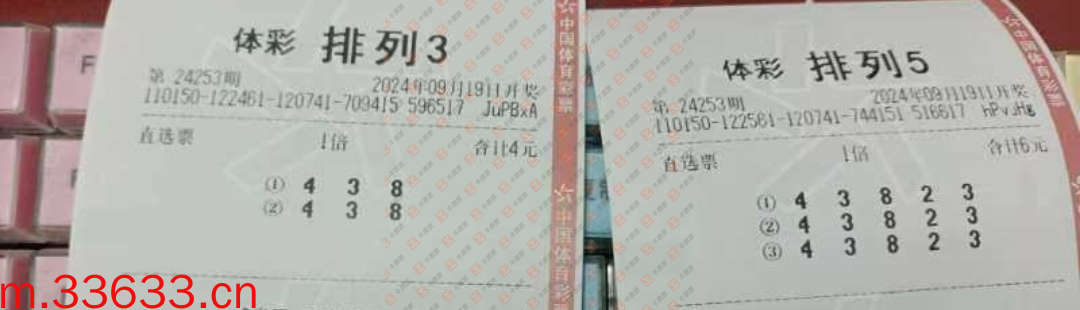 体彩 排列3
第 24253期 2024年09月19日开奖
110150-122461-120741-709415 596517 JuPBxA
直选票 1倍 合计4元
① 4 3 8
② 4 3 8
中国体育彩票
中国体育彩
体彩 排列5
第 24253期 2024年09月19日开奖
110150-122561-120741-744151 516617 hPvJHg
直选票 1倍 合计6元
① 4 3 8 2 3
② 4 3 8 2 3
③ 4 3 8 2 3
中国体育彩票
m.33633.cn